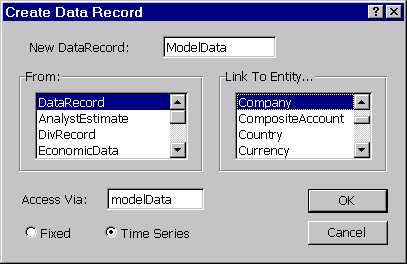 Create Data Record
New DataRecord: ModelData
From: Link To Entity...
DataRecord Company
AnalystEstimate CompositeAccount
DivRecord Country
EconomicData Currency
Access Via: modelData OK
Fixed Time Series Cancel